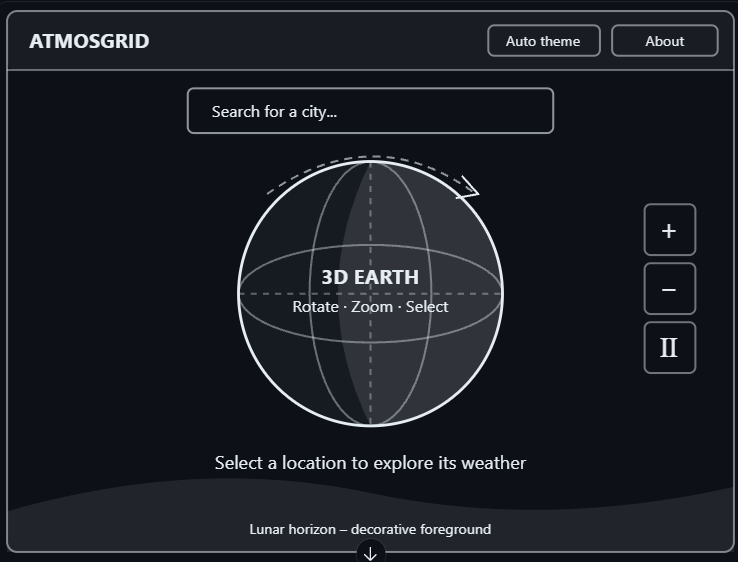 ATMOSGRID
Auto theme
About
Search for a city...
+
−
II
3D EARTH
Rotate · Zoom · Select
Select a location to explore its weather
Lunar horizon – decorative foreground